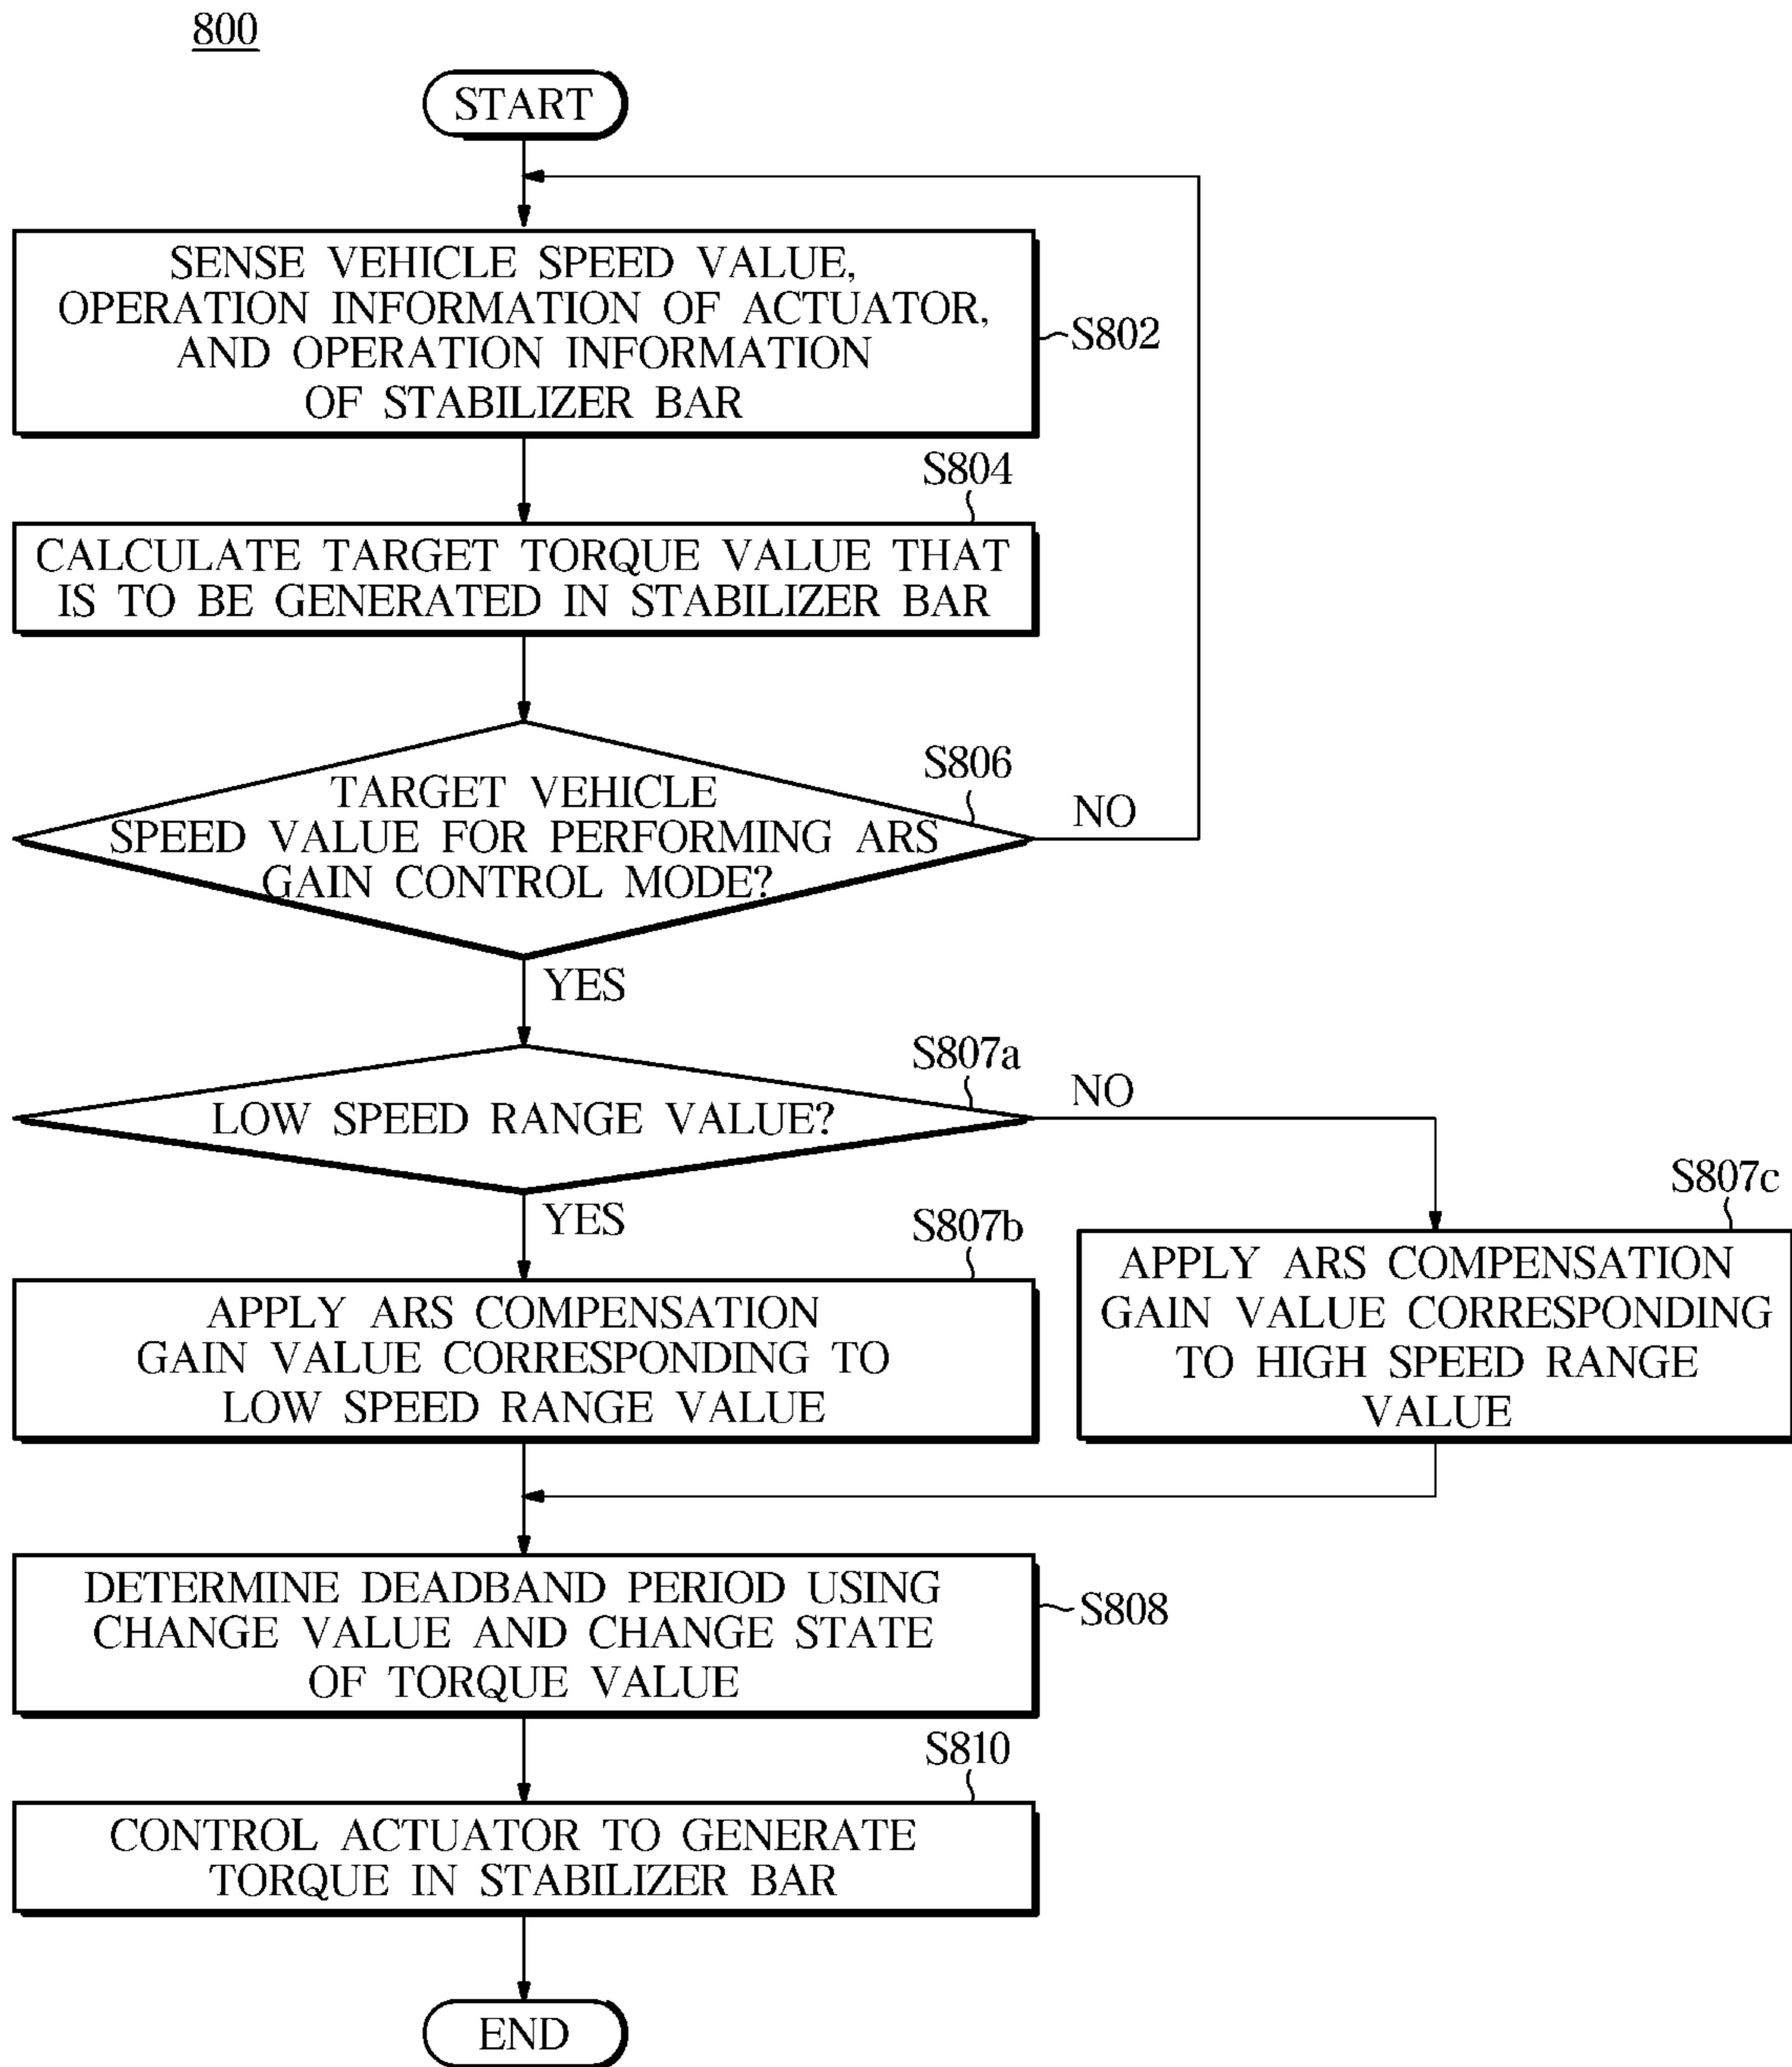 800
START
SENSE VEHICLE SPEED VALUE,
OPERATION INFORMATION OF ACTUATOR,
AND OPERATION INFORMATION
OF STABILIZER BAR
S802
S804
CALCULATE TARGET TORQUE VALUE THAT
IS TO BE GENERATED IN STABILIZER BAR
S806
TARGET VEHICLE
SPEED VALUE FOR PERFORMING ARS
GAIN CONTROL MODE?
NO
YES
S807a
LOW SPEED RANGE VALUE?
NO
YES
S807b
APPLY ARS COMPENSATION
GAIN VALUE CORRESPONDING TO
LOW SPEED RANGE VALUE
S807c
APPLY ARS COMPENSATION
GAIN VALUE CORRESPONDING
TO HIGH SPEED RANGE
VALUE
DETERMINE DEADBAND PERIOD USING
CHANGE VALUE AND CHANGE STATE
OF TORQUE VALUE
S808
S810
CONTROL ACTUATOR TO GENERATE
TORQUE IN STABILIZER BAR
END